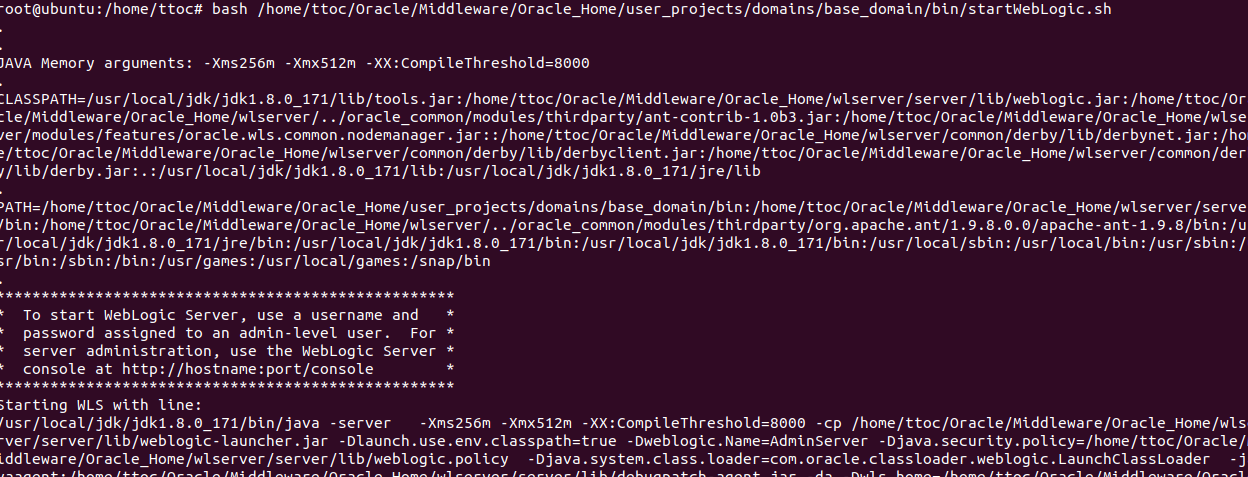 root@ubuntu:/home/ttoc# bash /home/ttoc/Oracle/Middleware/Oracle_Home/user_projects/domains/base_domain/bin/startWebLogic.sh
.
.
JAVA Memory arguments: -Xms256m -Xmx512m -XX:CompileThreshold=8000
.
CLASSPATH=/usr/local/jdk/jdk1.8.0_171/lib/tools.jar:/home/ttoc/Oracle/Middleware/Oracle_Home/wlserver/server/lib/weblogic.jar:/home/ttoc/Or
cle/Middleware/Oracle_Home/wlserver/../oracle_common/modules/thirdparty/ant-contrib-1.0b3.jar:/home/ttoc/Oracle/Middleware/Oracle_Home/wlse
ver/modules/features/oracle.wls.common.nodemanager.jar::/home/ttoc/Oracle/Middleware/Oracle_Home/wlserver/common/derby/lib/derbynet.jar:/ho
e/ttoc/Oracle/Middleware/Oracle_Home/wlserver/common/derby/lib/derbyclient.jar:/home/ttoc/Oracle/Middleware/Oracle_Home/wlserver/common/der
y/lib/derby.jar:.:/usr/local/jdk/jdk1.8.0_171/lib:/usr/local/jdk/jdk1.8.0_171/jre/lib
.
PATH=/home/ttoc/Oracle/Middleware/Oracle_Home/user_projects/domains/base_domain/bin:/home/ttoc/Oracle/Middleware/Oracle_Home/wlserver/serve
/bin:/home/ttoc/Oracle/Middleware/Oracle_Home/wlserver/../oracle_common/modules/thirdparty/org.apache.ant/1.9.8.0.0/apache-ant-1.9.8/bin:/u
r/local/jdk/jdk1.8.0_171/jre/bin:/usr/local/jdk/jdk1.8.0_171/bin:/usr/local/jdk/jdk1.8.0_171/bin:/usr/local/sbin:/usr/local/bin:/usr/sbin:/
sr/bin:/sbin:/bin:/usr/games:/usr/local/games:/snap/bin
.
***************************************************
*  To start WebLogic Server, use a username and   *
*  password assigned to an admin-level user.  For *
*  server administration, use the WebLogic Server *
*  console at http://hostname:port/console        *
***************************************************
Starting WLS with line:
/usr/local/jdk/jdk1.8.0_171/bin/java -server   -Xms256m -Xmx512m -XX:CompileThreshold=8000 -cp /home/ttoc/Oracle/Middleware/Oracle_Home/wls
rver/server/lib/weblogic-launcher.jar -Dlaunch.use.env.classpath=true -Dweblogic.Name=AdminServer -Djava.security.policy=/home/ttoc/Oracle/
iddleware/Oracle_Home/wlserver/server/lib/weblogic.policy  -Djava.system.class.loader=com.oracle.classloader.weblogic.LaunchClassLoader  -j